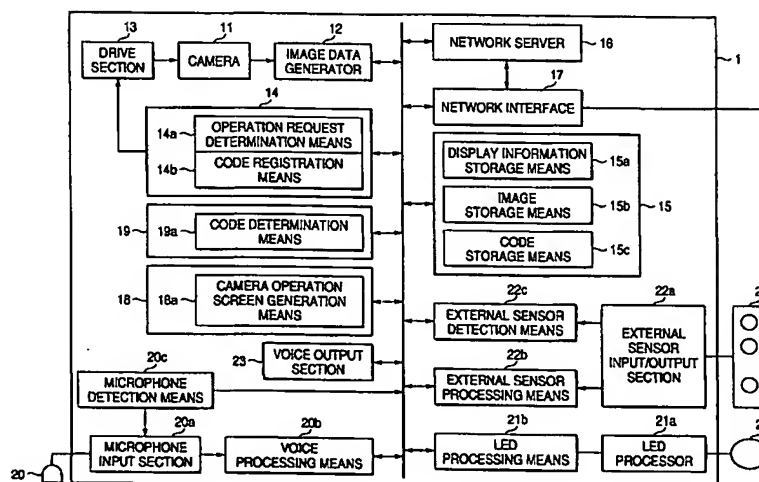 13
11
12
DRIVE
SECTION
CAMERA
IMAGE DATA
GENERATOR
NETWORK SERVER
16
1
17
NETWORK INTERFACE
14
14a
OPERATION REQUEST
DETERMINATION MEANS
14b
CODE REGISTRATION
MEANS
DISPLAY INFORMATION
STORAGE MEANS
15a
IMAGE
STORAGE MEANS
15b
15
CODE
STORAGE MEANS
15c
19
19a
CODE DETERMINATION
MEANS
18
18a
CAMERA OPERATION
SCREEN GENERATION
MEANS
22c
22a
EXTERNAL SENSOR
DETECTION MEANS
EXTERNAL
SENSOR
INPUT/OUTPUT
SECTION
23
VOICE OUTPUT
SECTION
22b
EXTERNAL SENSOR
PROCESSING MEANS
20c
MICROPHONE
DETECTION MEANS
20a
20b
21b
21a
20
MICROPHONE
INPUT SECTION
VOICE
PROCESSING MEANS
LED
PROCESSING MEANS
LED
PROCESSOR